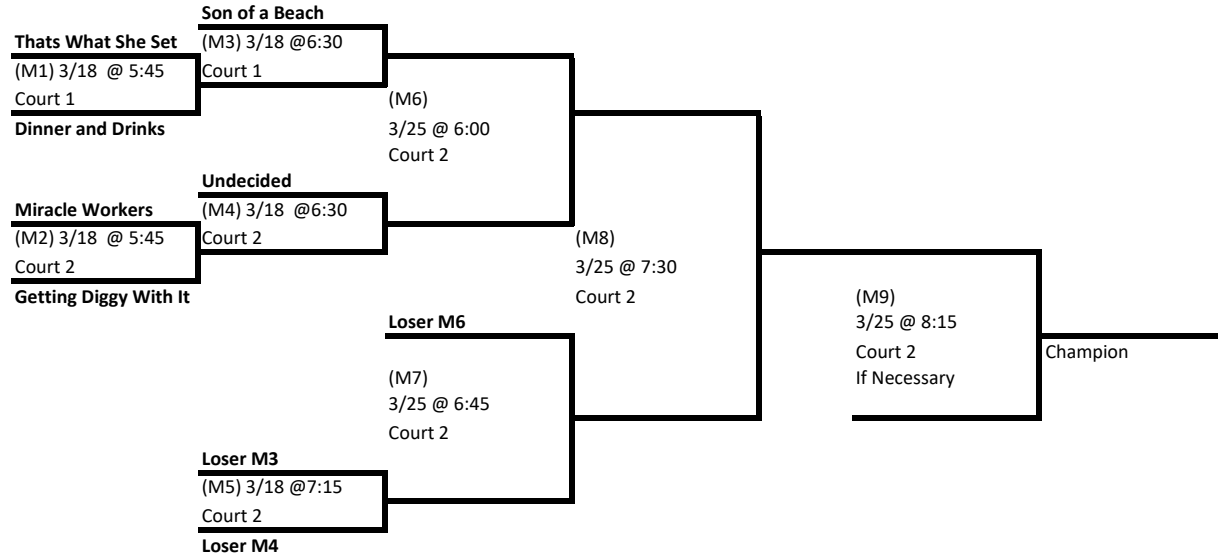 Son of a Beach
Thats What She Set
(M3) 3/18 @6:30
(M1) 3/18 @ 5:45
Court 1
Court 1
(M6)
Dinner and Drinks
3/25 @ 6:00
Court 2
Undecided
Miracle Workers
(M4) 3/18 @6:30
(M2) 3/18 @ 5:45
Court 2
(M8)
Court 2
3/25 @ 7:30
Getting Diggy With It
Court 2
(M9)
Loser M6
3/25 @ 8:15
Court 2
Champion
(M7)
If Necessary
3/25 @ 6:45
Court 2
Loser M3
(M5) 3/18 @7:15
Court 2
Loser M4